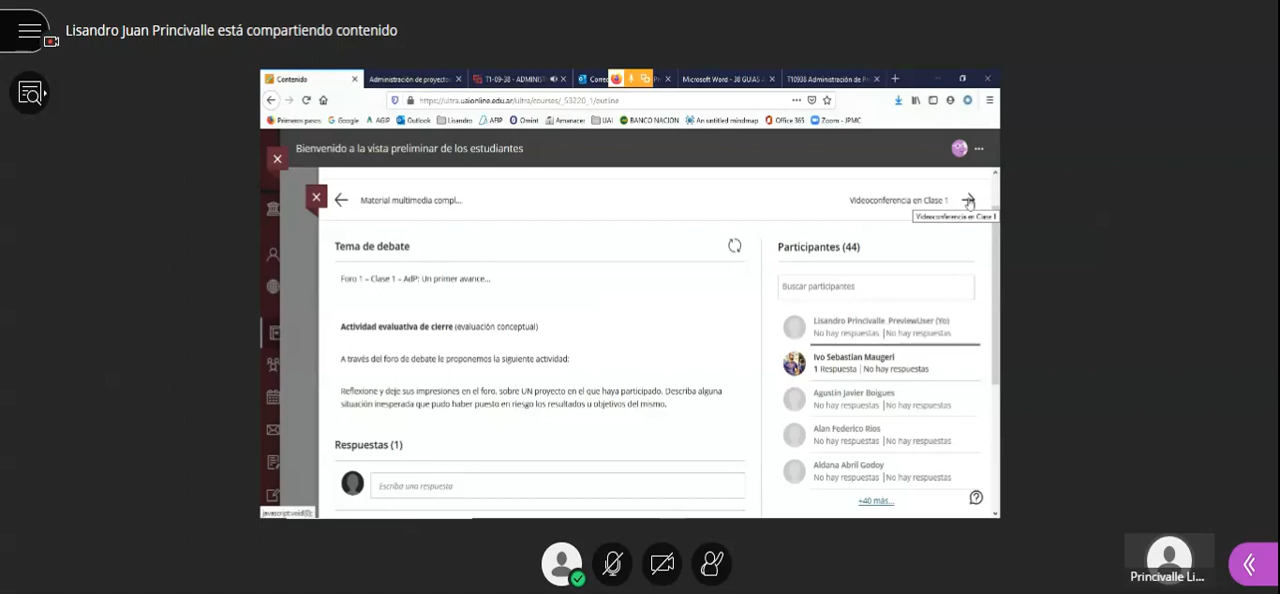 Lisandro Juan Princivalle está compartiendo contenido
Contenido
Administración de proyecto
T1-09-38 - ADMINIST
Correo
Microsoft Word - 38 GUIAS
T10938 Administración de Pr
https://ultra.uaionline.edu.ar/ultra/courses/_53220_1/outline
Primeros pasos Google AGIP Outlook Lisandro AFIP Omint Amanecer UAI BANCO NACION An untitled mindmap Office 365 Zoom - JPMC
Bienvenido a la vista preliminar de los estudiantes
Material multimedia compl...
Videoconferencia en Clase 1
Videoconferencia en Clase 1
Tema de debate
Foro 1 – Clase 1 – AdP: Un primer avance...
Actividad evaluativa de cierre (evaluación conceptual)
A través del foro de debate le proponemos la siguiente actividad:
Reflexione y deje sus impresiones en el foro, sobre UN proyecto en el que haya participado. Describa alguna
situación inesperada que pudo haber puesto en riesgo los resultados u objetivos del mismo.
Respuestas (1)
Escriba una respuesta
Participantes (44)
Buscar participantes
Lisandro Princivalle_PreviewUser (Yo)
No hay respuestas |No hay respuestas
Ivo Sebastian Maugeri
1 Respuesta | No hay respuestas
Agustín Javier Boigues
No hay respuestas |No hay respuestas
Alan Federico Rios
No hay respuestas |No hay respuestas
Aldana Abril Godoy
No hay respuestas |No hay respuestas
+40 más...
Princivalle Li...